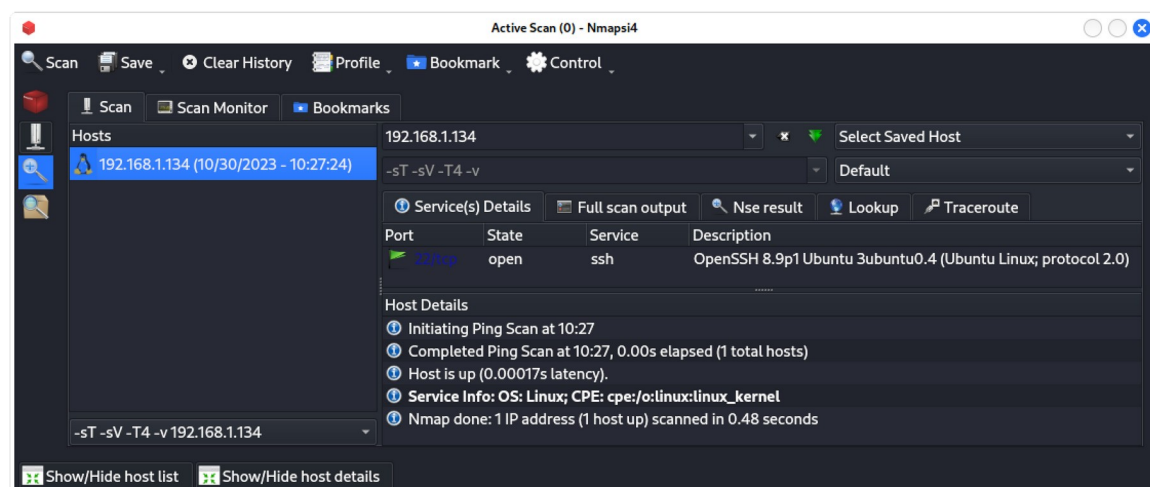 Active Scan (0) - Nmapsi4
Scan Save Clear History Profile Bookmark Control
Scan Scan Monitor Bookmarks
Hosts
192.168.1.134 (10/30/2023 - 10:27:24)
-sT -sV -T4 -v 192.168.1.134
192.168.1.134 Select Saved Host
-sT -sV -T4 -v Default
Service(s) Details Full scan output Nse result Lookup Traceroute
Port State Service Description
22/tcp open ssh OpenSSH 8.9p1 Ubuntu 3ubuntu0.4 (Ubuntu Linux; protocol 2.0)
Host Details
Initiating Ping Scan at 10:27
Completed Ping Scan at 10:27, 0.00s elapsed (1 total hosts)
Host is up (0.00017s latency).
Service Info: OS: Linux; CPE: cpe:/o:linux:linux_kernel
Nmap done: 1 IP address (1 host up) scanned in 0.48 seconds
Show/Hide host list Show/Hide host details